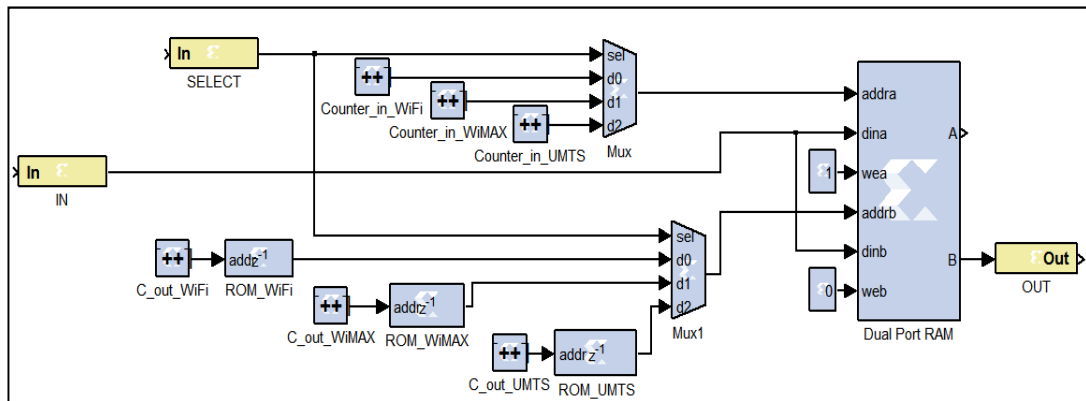 In
SELECT
++
Counter_in_WiFi
++
Counter_in_WiMAX
++
Counter_in_UMTS
sel
d0
d1
d2
Mux
In
IN
addra
dina
wea
addrb
dinb
web
A
B
Dual Port RAM
1
0
Out
OUT
++
C_out_WiFi
addr z-1
ROM_WiFi
++
C_out_WiMAX
addr z-1
ROM_WiMAX
++
C_out_UMTS
addr z-1
ROM_UMTS
sel
d0
d1
d2
Mux1